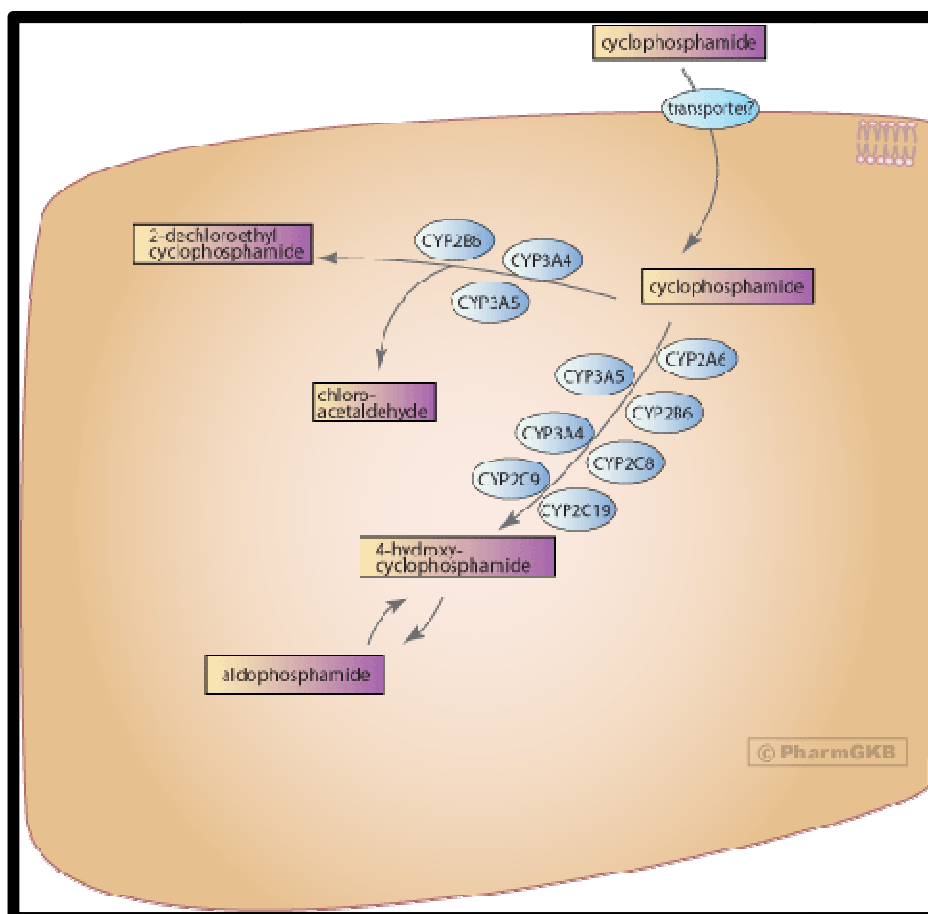 cyclophosphamide
transporter?
2-dechloroethyl
cyclophosphamide
CYP2B6
CYP3A4
CYP3A5
cyclophosphamide
chloro-
acetaldehyde
CYP2A6
CYP3A5
CYP2B6
CYP3A4
CYP2C8
CYP2C9
CYP2C19
4-hydroxy-
cyclophosphamide
aldophosphamide
© PharmGKB